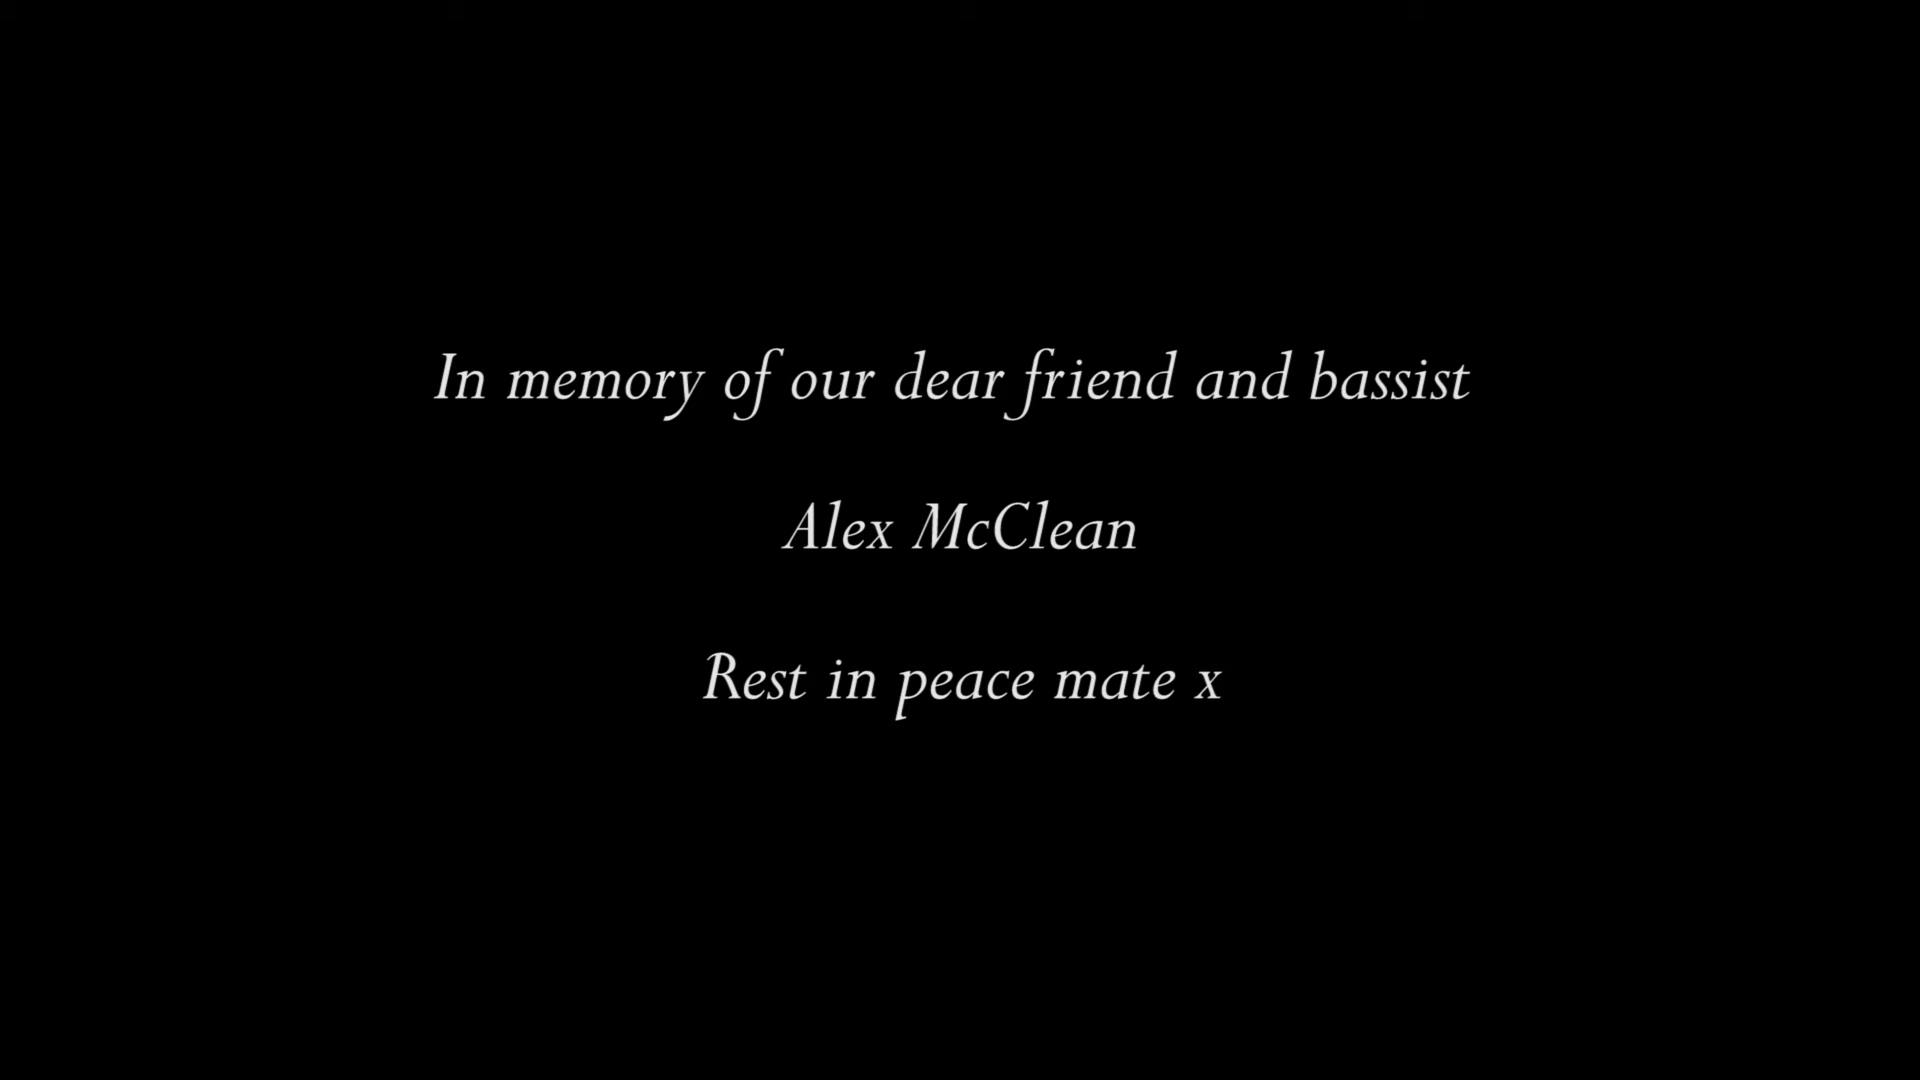 In memory of our dear friend and bassist
Alex McClean
Rest in peace mate x